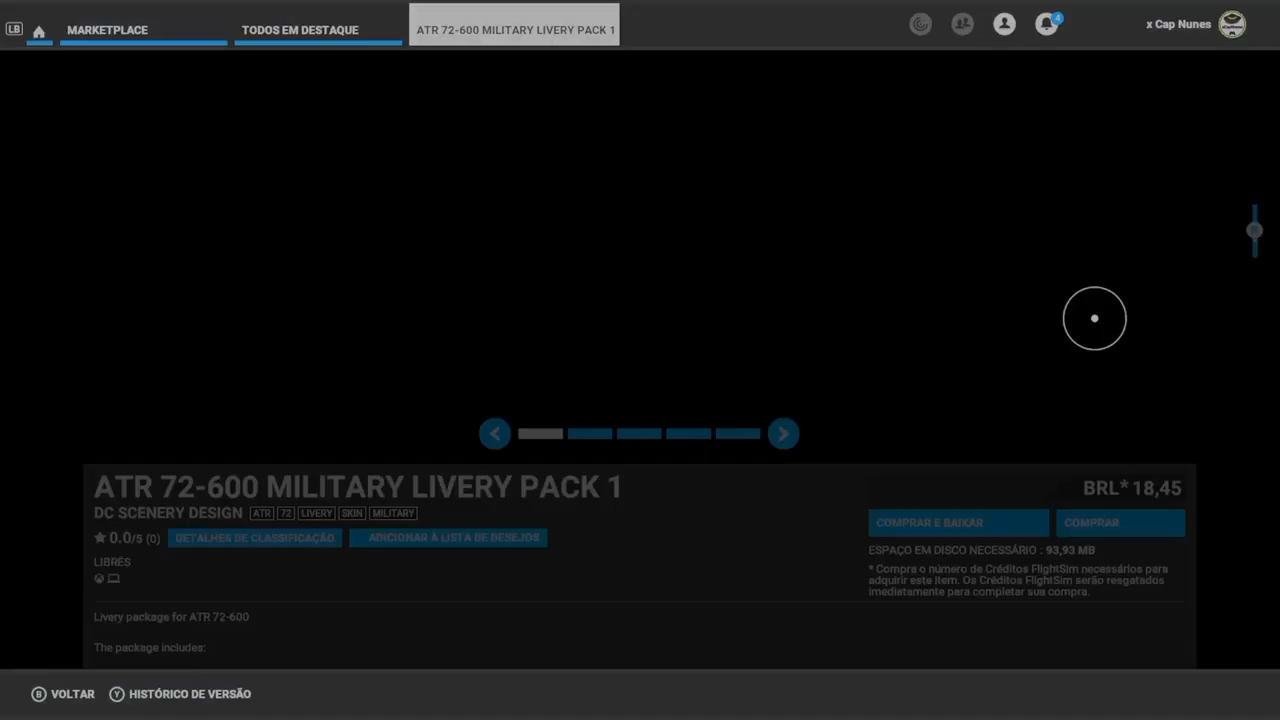 LB MARKETPLACE TODOS EM DESTAQUE ATR 72-600 MILITARY LIVERY PACK 1 4 x Cap Nunes
ATR 72-600 MILITARY LIVERY PACK 1
DC SCENERY DESIGN ATR 72 LIVERY SKIN MILITARY
0.0/5 (0) DETALHES DE CLASSIFICAÇÃO ADICIONAR À LISTA DE DESEJOS
LIBRÉS
Livery package for ATR 72-600
The package includes:
BRL* 18,45
COMPRAR E BAIXAR COMPRAR
ESPAÇO EM DISCO NECESSÁRIO : 93,93 MB
* Compra o número de Créditos FlightSim necessários para
adquirir este item. Os Créditos FlightSim serão resgatados
imediatamente para completar sua compra.
B VOLTAR Y HISTÓRICO DE VERSÃO